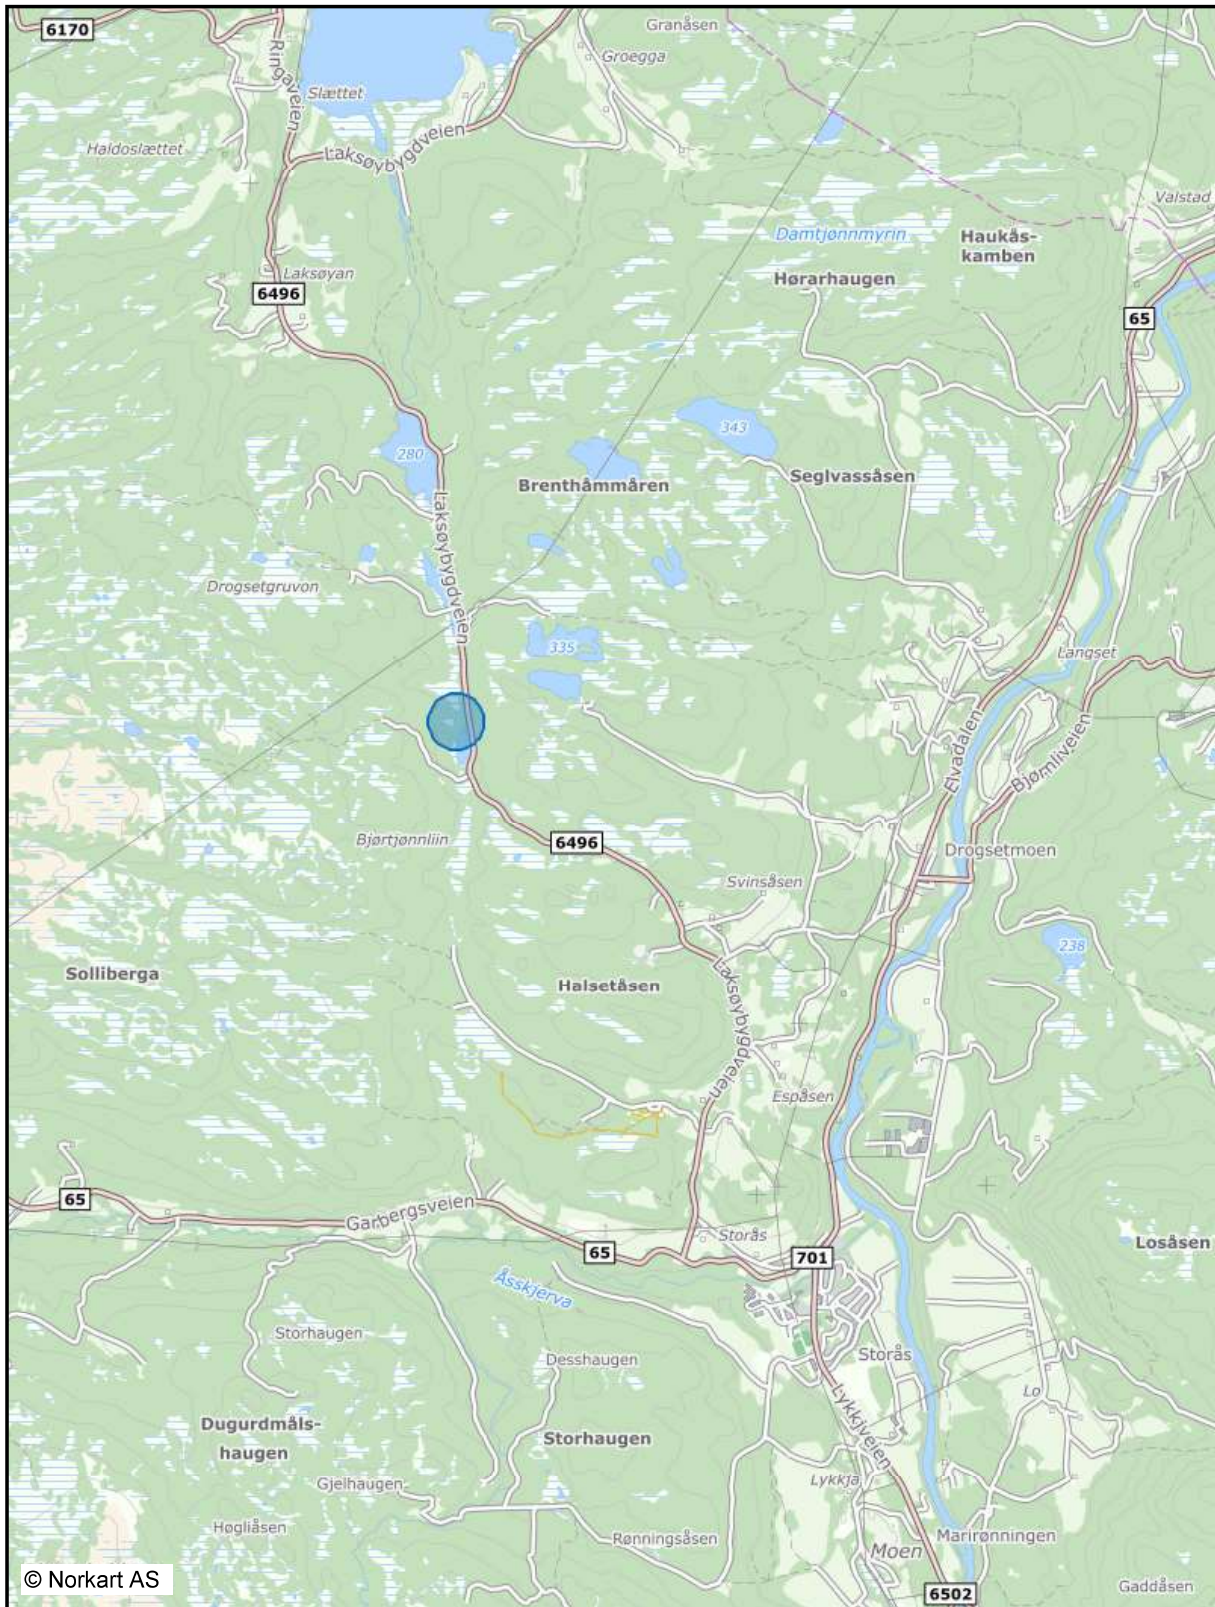 6170
Granåsen
Groegga
Ringaveien
Slættet
Laksøybygdveien
Haldoslættet
Valstad
Damtjønnmyrin
Haukås-
kamben
Laksøyan
Hørarhaugen
6496
65
343
280
Brenthåmmåren
Seglvassåsen
Laksøybygdveien
Drogsetgruvon
335
Langset
Elvadalen
Bjørnliveien
Bjørtjønnliin
6496
Drogsetmoen
Svinsåsen
238
Solliberga
Halsetåsen
Laksøybygdveien
Espåsen
65
Garbergsveien
Storås
Losåsen
65
701
Åsskjerva
Storhaugen
Desshaugen
Storås
Lo
Dugurdmåls-
haugen
Storhaugen
Lykkjveien
Gjelhaugen
Lykkja
Høgliåsen
Rønningsåsen
Marirønningen
Moen
© Norkart AS
6502
Gaddåsen